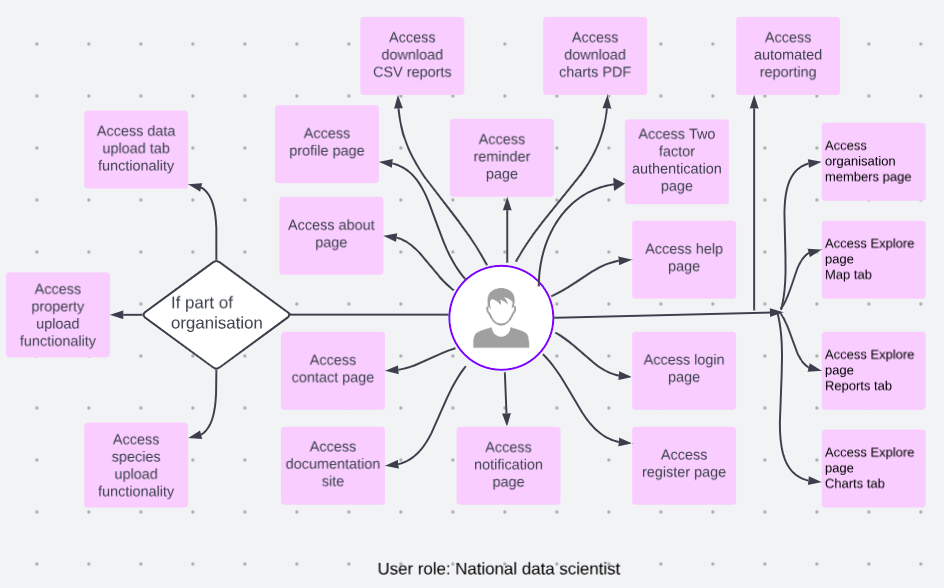 Access
download
CSV reports
Access
download
charts PDF
Access
automated
reporting
Access data
upload tab
functionality
Access
profile page
Access
reminder
page
Access Two
factor
authentication
page
Access
organisation
members page
Access about
page
Access help
page
Access Explore
page
Map tab
Access
property
upload
functionality
If part of
organisation
Access
contact page
Access login
page
Access Explore
page
Reports tab
Access
species
upload
functionality
Access
documentation
site
Access
notification
page
Access
register page
Access Explore
page
Charts tab
User role: National data scientist